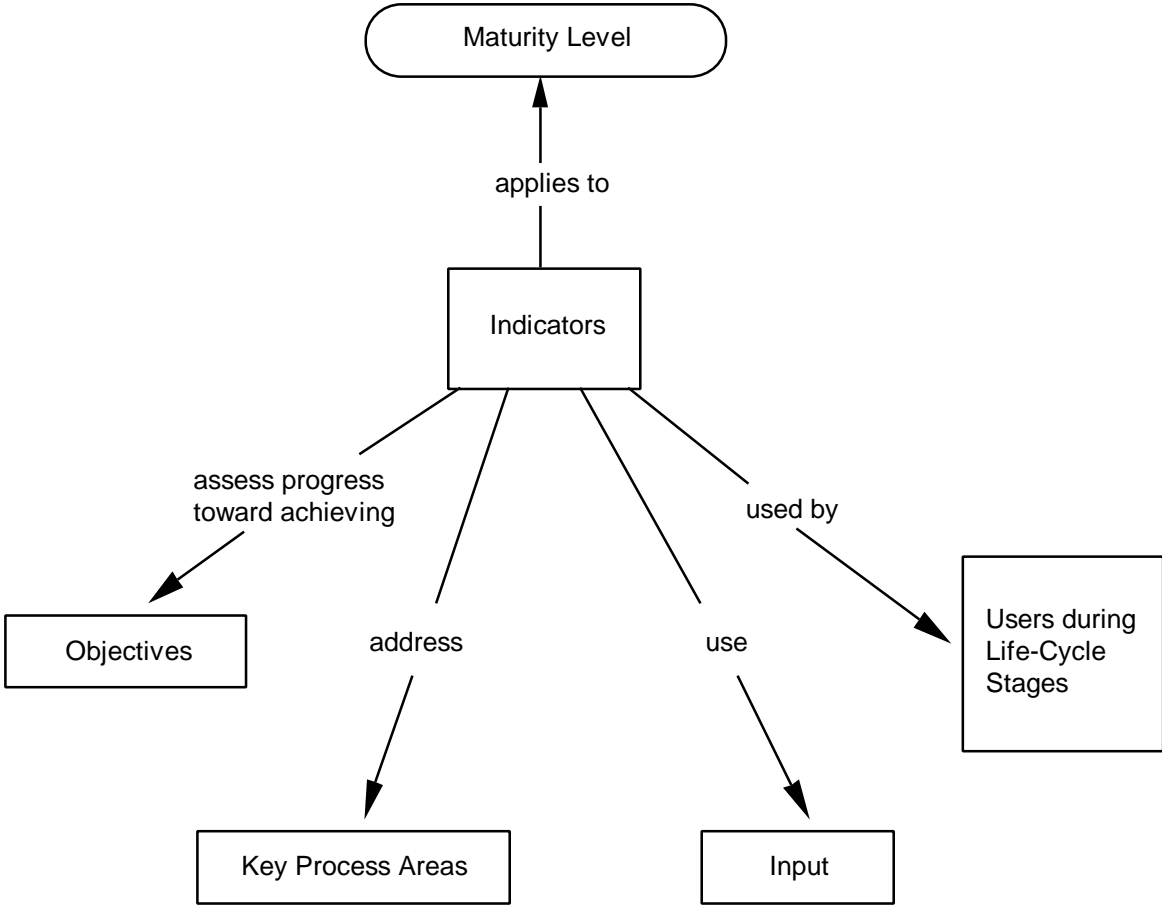 Maturity Level
applies to
Indicators
assess progress
toward achieving
used by
Objectives
address
use
Users during
Life-Cycle
Stages
Key Process Areas
Input